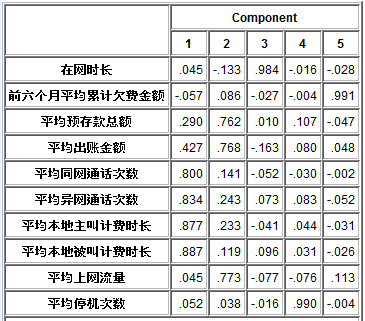 Component
1 2 3 4 5
在网时长 .045 -.133 .984 -.016 -.028
前六个月平均累计欠费金额 -.057 .086 -.027 -.004 .991
平均预存款总额 .290 .762 .010 .107 -.047
平均出账金额 .427 .768 -.163 .080 .048
平均同网通话次数 .800 .141 -.052 -.030 -.002
平均异网通话次数 .834 .243 .073 .083 -.052
平均本地主叫计费时长 .877 .233 -.041 .044 -.031
平均本地被叫计费时长 .887 .119 .096 .031 -.026
平均上网流量 .045 .773 -.077 -.076 .113
平均停机次数 .052 .038 -.016 .990 -.004